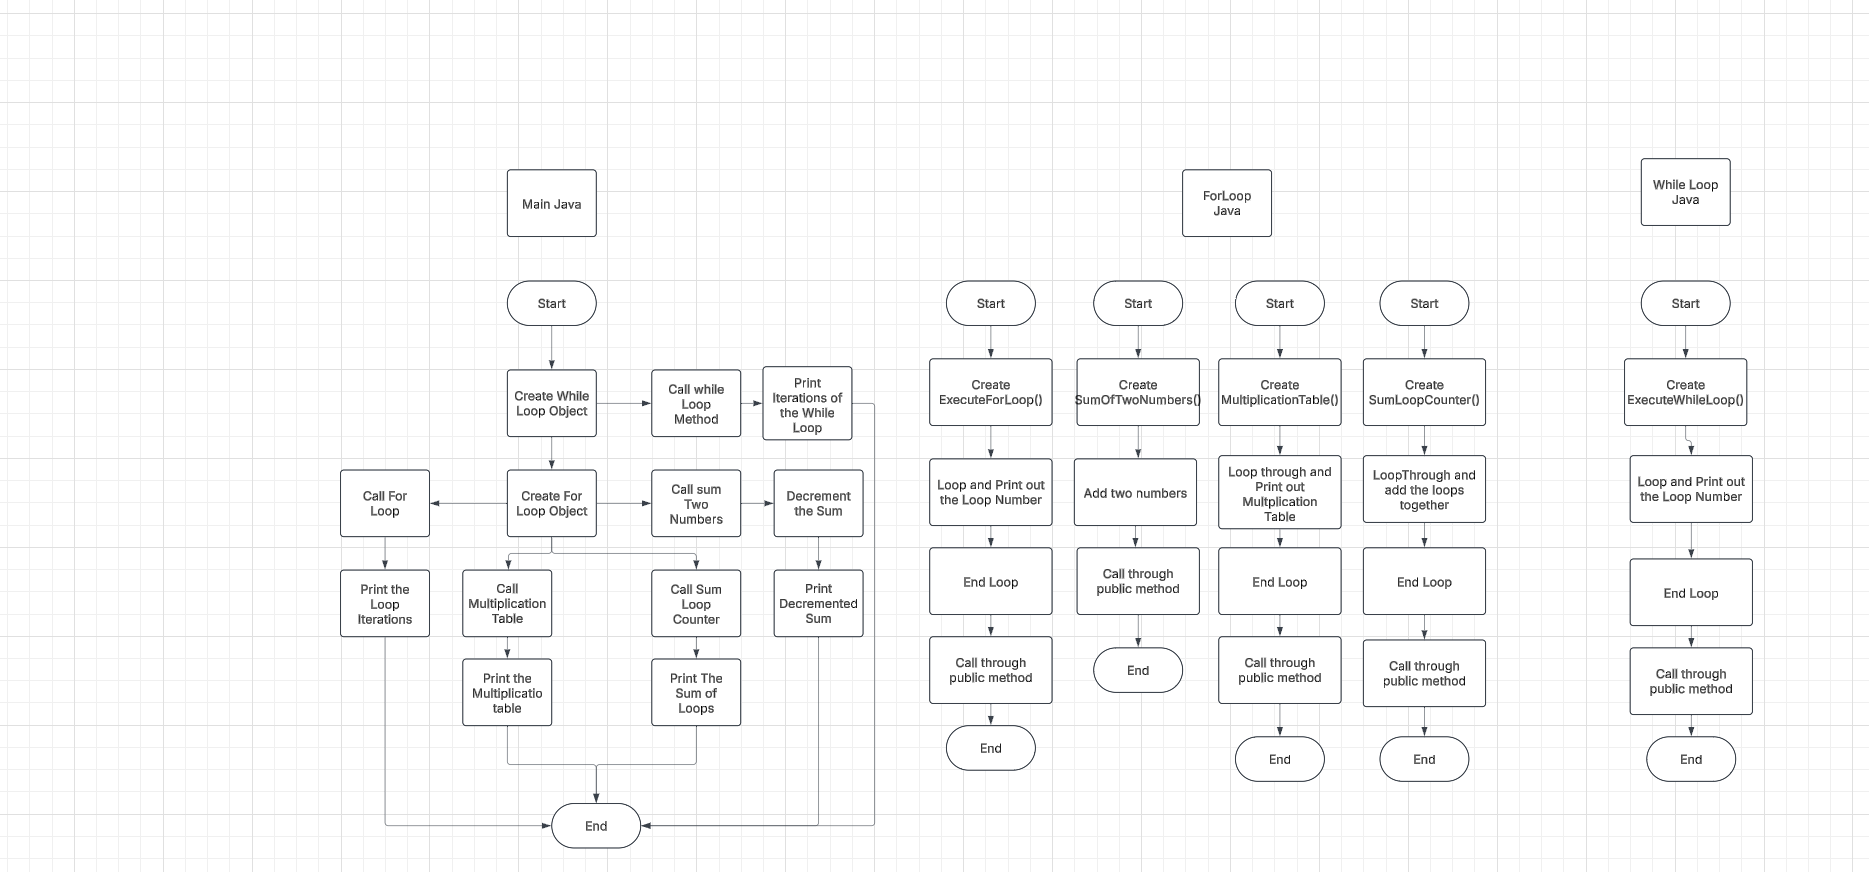 Main Java
Start
Create While
Loop Object
Call while
Loop
Method
Print
Iterations of
the While
Loop
Call For
Loop
Create For
Loop Object
Call sum
Two
Numbers
Decrement
the Sum
Print the
Loop
Iterations
Call
Multiplication
Table
Call Sum
Loop
Counter
Print
Decremented
Sum
Print the
Multiplicatio
table
Print The
Sum of
Loops
End
ForLoop
Java
Start
Create
ExecuteForLoop()
Loop and Print out
the Loop Number
End Loop
Call through
public method
End
Start
Create
SumOfTwoNumbers()
Add two numbers
Call through
public method
End
Start
Create
MultiplicationTable()
Loop through and
Print out
Multplication
Table
End Loop
Call through
public method
End
Start
Create
SumLoopCounter()
LoopThrough and
add the loops
together
End Loop
Call through
public method
End
While Loop
Java
Start
Create
ExecuteWhileLoop()
Loop and Print out
the Loop Number
End Loop
Call through
public method
End